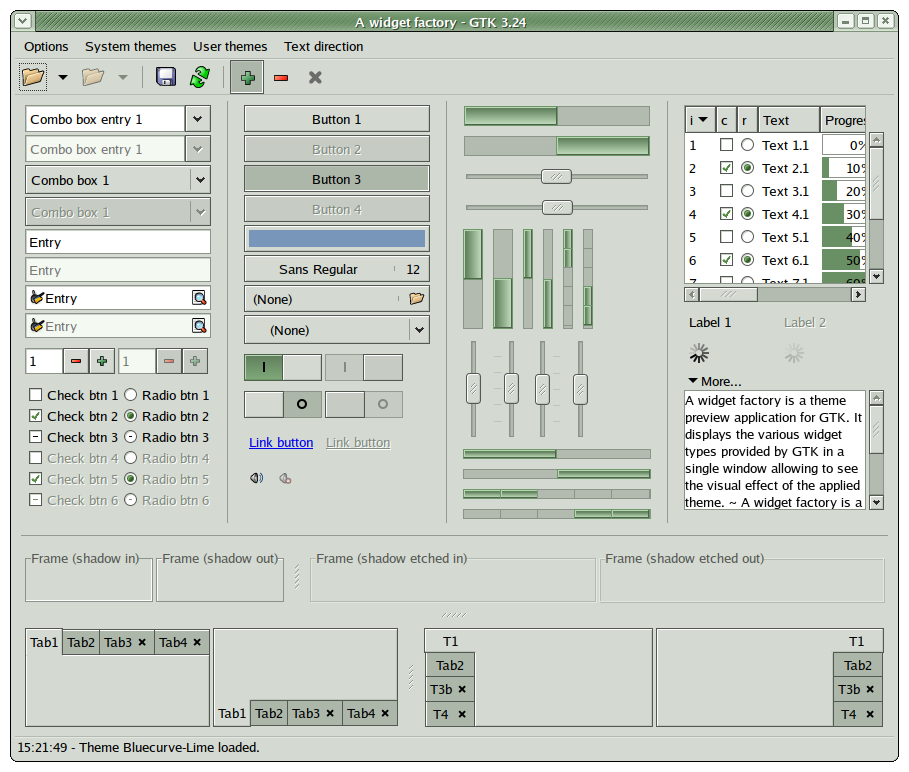 A widget factory - GTK 3.24
Options System themes User themes Text direction
Combo box entry 1
Combo box entry 1
Combo box 1
Combo box 1
Entry
Entry
Entry
Entry
1 1
Check btn 1 Radio btn 1
Check btn 2 Radio btn 2
Check btn 3 Radio btn 3
Check btn 4 Radio btn 4
Check btn 5 Radio btn 5
Check btn 6 Radio btn 6
Button 1
Button 2
Button 3
Button 4
Sans Regular 12
(None)
(None)
Link button Link button
i c r Text Progres
1 Text 1.1 0%
2 Text 2.1 10%
3 Text 3.1 20%
4 Text 4.1 30%
5 Text 5.1 40%
6 Text 6.1 50%
7 Text 7.1 60%
Label 1 Label 2
More...
A widget factory is a theme
preview application for GTK. It
displays the various widget
types provided by GTK in a
single window allowing to see
the visual effect of the applied
theme. ~ A widget factory is a
Frame (shadow in) Frame (shadow out) Frame (shadow etched in) Frame (shadow etched out)
Tab1 Tab2 Tab3 Tab4
Tab1 Tab2 Tab3 Tab4
T1
Tab2
T3b
T4
T1
Tab2
T3b
T4
15:21:49 - Theme Bluecurve-Lime loaded.